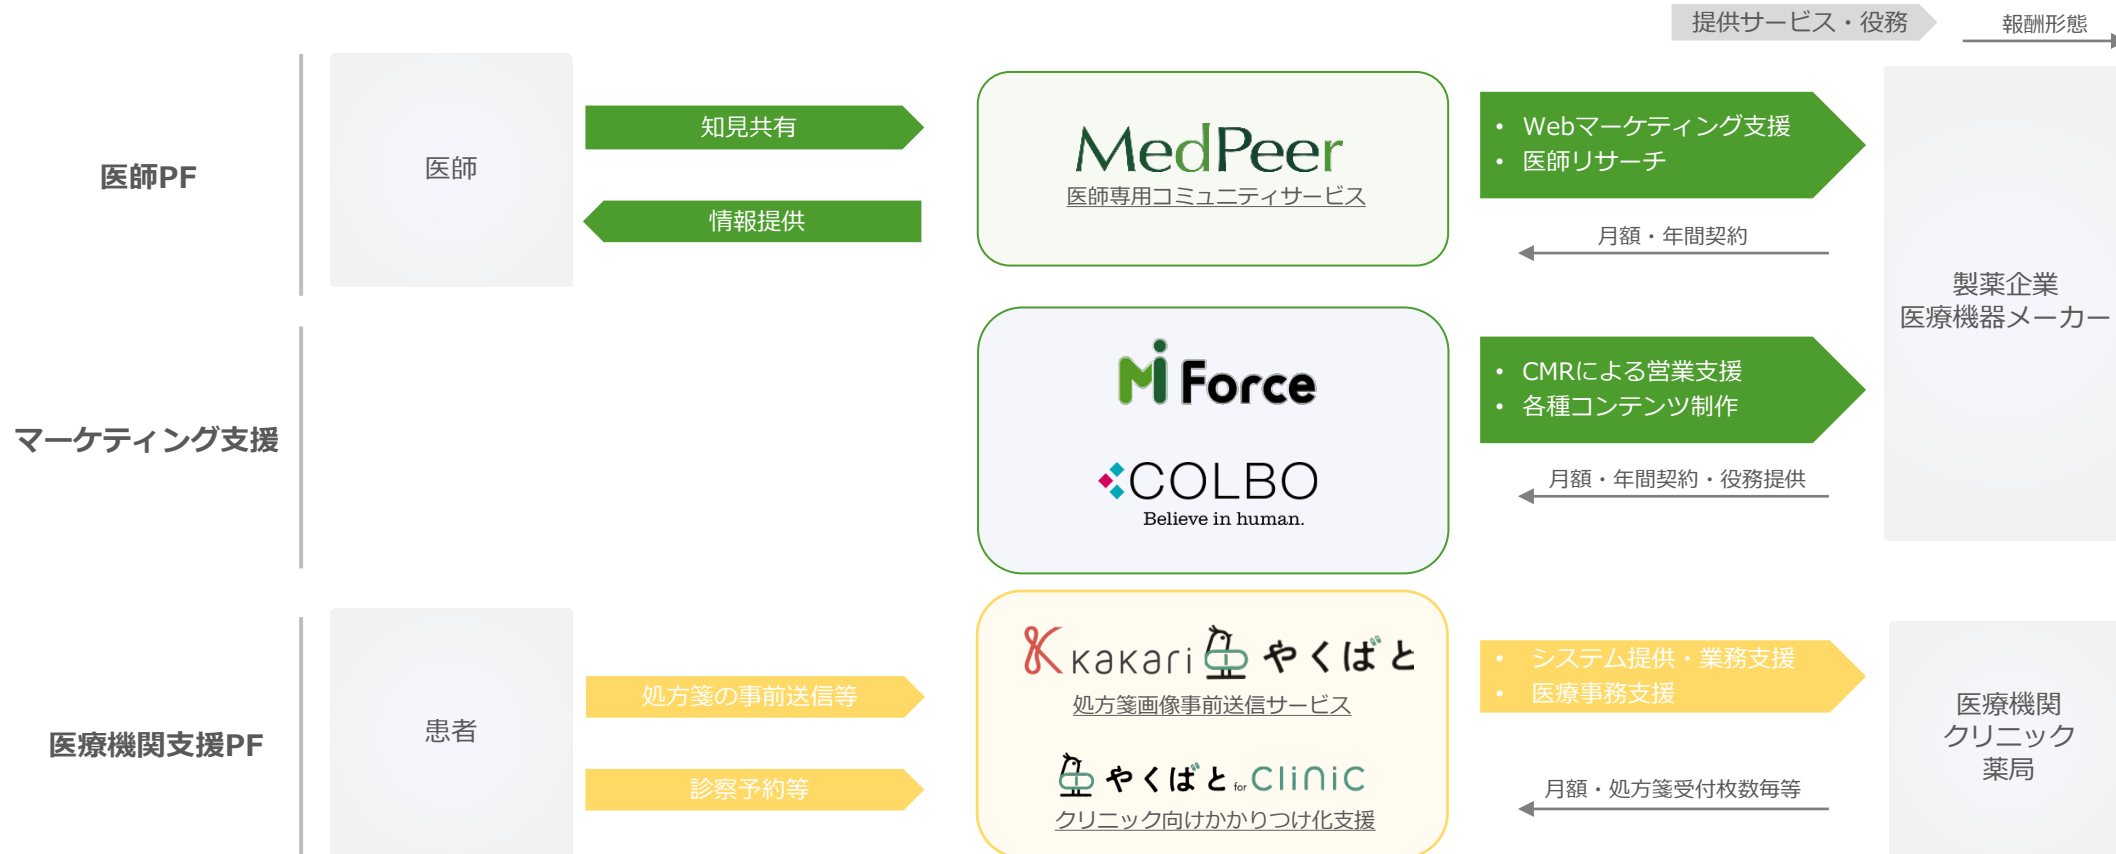 提供サービス・役務
報酬形態
医師PF
医師
知見共有
情報提供
MedPeer
医師専用コミュニティサービス
• Webマーケティング支援
• 医師リサーチ
月額・年間契約
製薬企業
医療機器メーカー
マーケティング支援
Mi Force
COLBO
Believe in human.
• CMRによる営業支援
• 各種コンテンツ制作
月額・年間契約・役務提供
医療機関支援PF
患者
処方箋の事前送信等
診察予約等
kakari やくばと
処方箋画像事前送信サービス
やくばと for CliniC
クリニック向けかかりつけ化支援
• システム提供・業務支援
• 医療事務支援
月額・処方箋受付枚数毎等
医療機関
クリニック
薬局